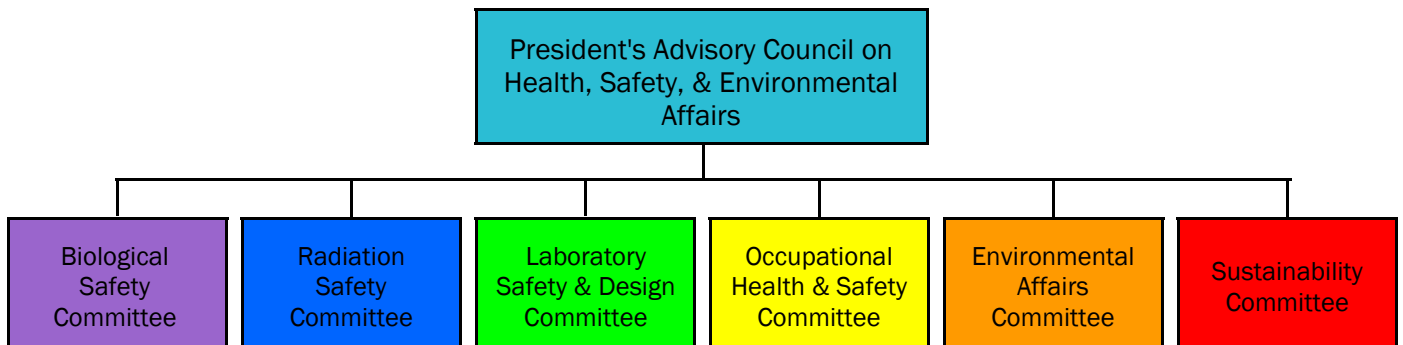 President's Advisory Council on
Health, Safety, & Environmental
Affairs
Biological
Safety
Committee
Radiation
Safety
Committee
Laboratory
Safety & Design
Committee
Occupational
Health & Safety
Committee
Environmental
Affairs
Committee
Sustainability
Committee